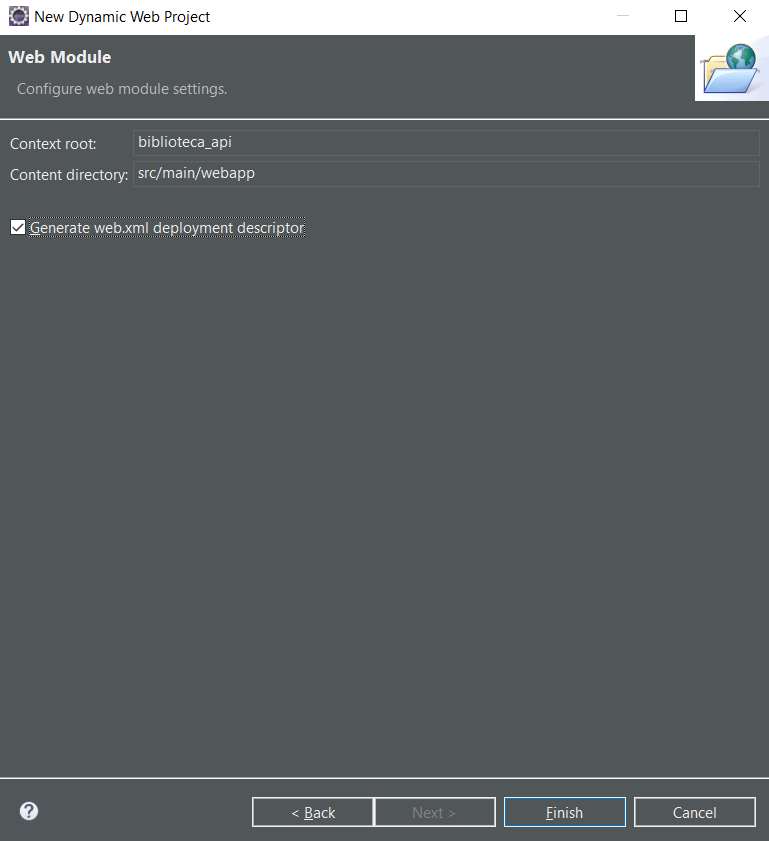 New Dynamic Web Project
Web Module
Configure web module settings.
Context root: biblioteca_api
Content directory: src/main/webapp
Generate web.xml deployment descriptor
?
< Back Next > Finish Cancel